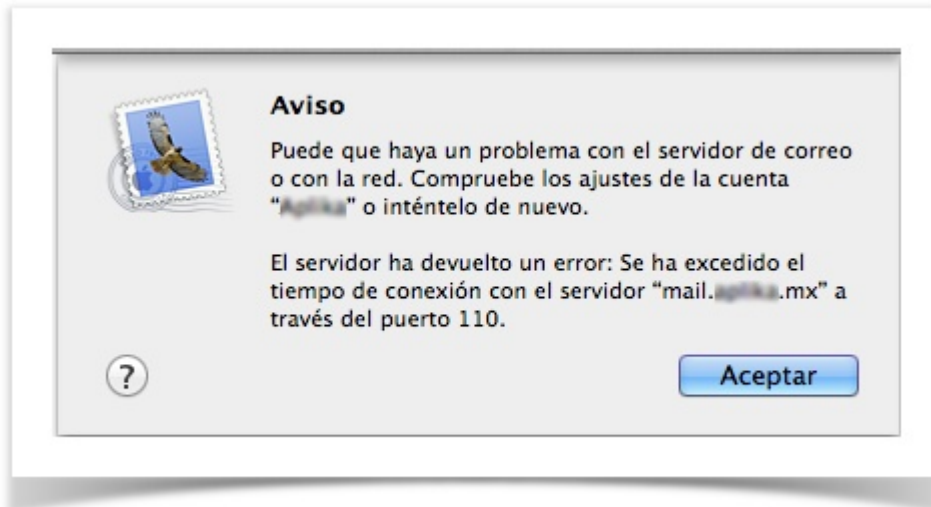 Aviso
Puede que haya un problema con el servidor de correo
o con la red. Compruebe los ajustes de la cuenta
“” o inténtelo de nuevo.
El servidor ha devuelto un error: Se ha excedido el
tiempo de conexión con el servidor “mail. .mx” a
través del puerto 110.
?
Aceptar